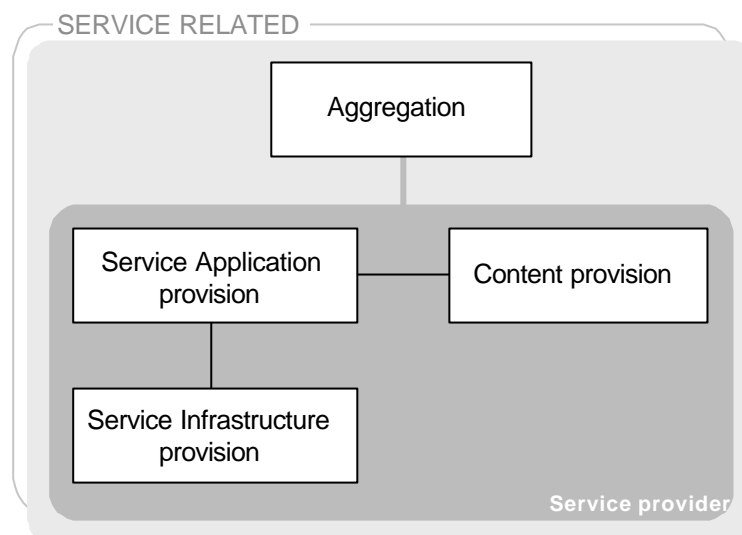 SERVICE RELATED
Aggregation
Service Application
provision
Content provision
Service Infrastructure
provision
Service provider